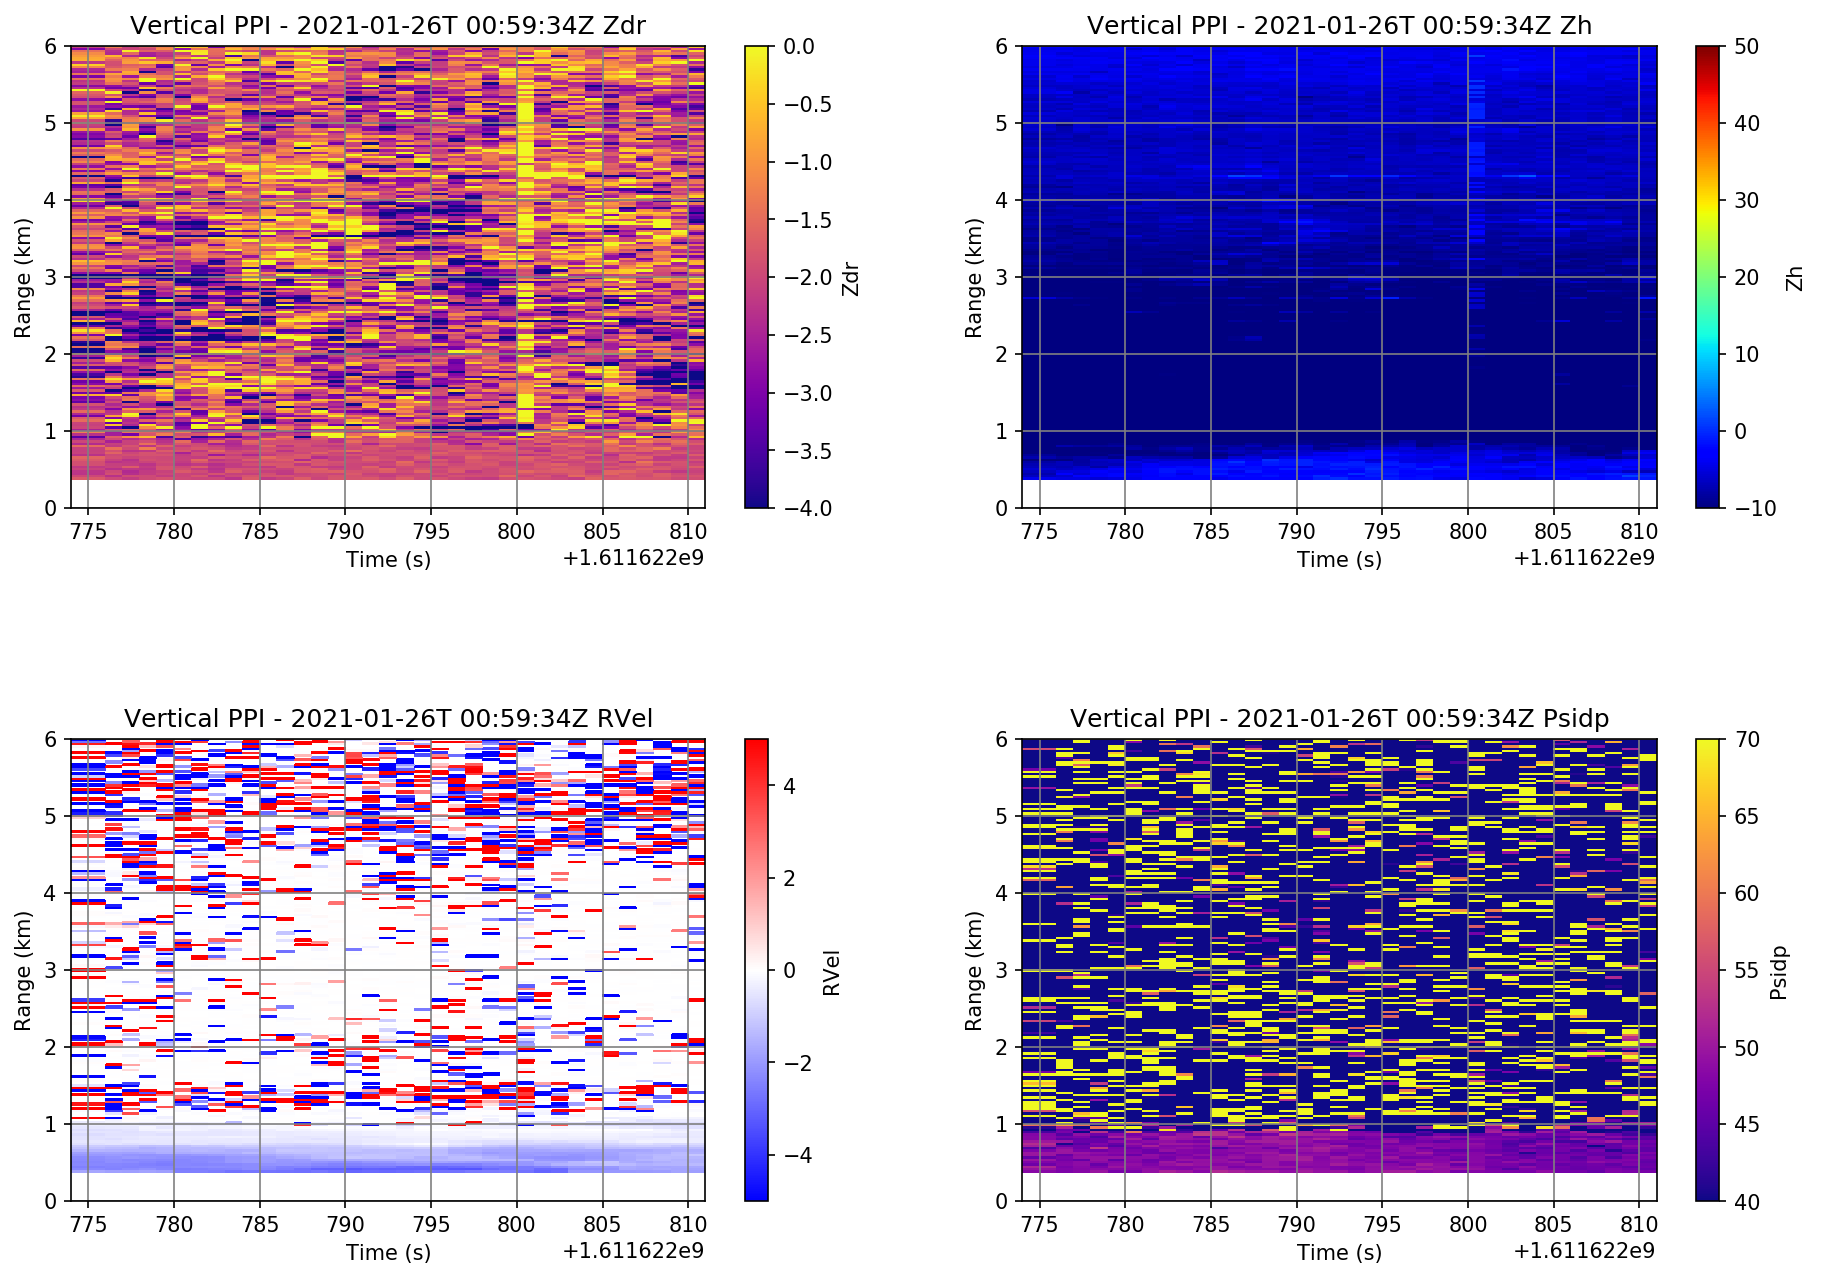 Vertical PPI - 2021-01-26T 00:59:34Z Zdr
6
5
4
3
2
1
0
Range (km)
775 780 785 790 795 800 805 810
Time (s)
+1.611622e9
0.0
−0.5
−1.0
−1.5
−2.0
−2.5
−3.0
−3.5
−4.0
Zdr
Vertical PPI - 2021-01-26T 00:59:34Z Zh
6
5
4
3
2
1
0
Range (km)
775 780 785 790 795 800 805 810
Time (s)
+1.611622e9
50
40
30
20
10
0
−10
Zh
Vertical PPI - 2021-01-26T 00:59:34Z RVel
6
5
4
3
2
1
0
Range (km)
775 780 785 790 795 800 805 810
Time (s)
+1.611622e9
4
2
0
−2
−4
RVel
Vertical PPI - 2021-01-26T 00:59:34Z Psidp
6
5
4
3
2
1
0
Range (km)
775 780 785 790 795 800 805 810
Time (s)
+1.611622e9
70
65
60
55
50
45
40
Psidp